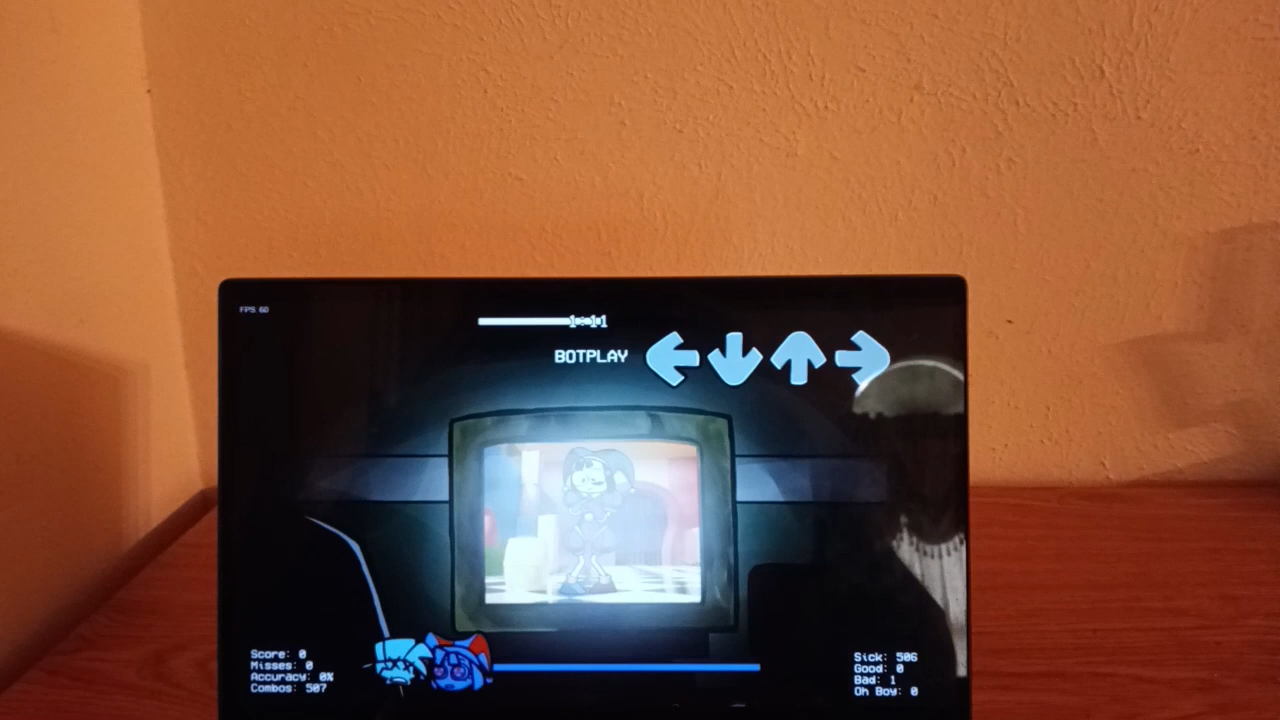 FPS: 60
BOTPLAY
Score: 0
Misses: 0
Accuracy: 0%
Combos: 507
Sick: 506
Good: 0
Bad: 1
Oh Boy: 0